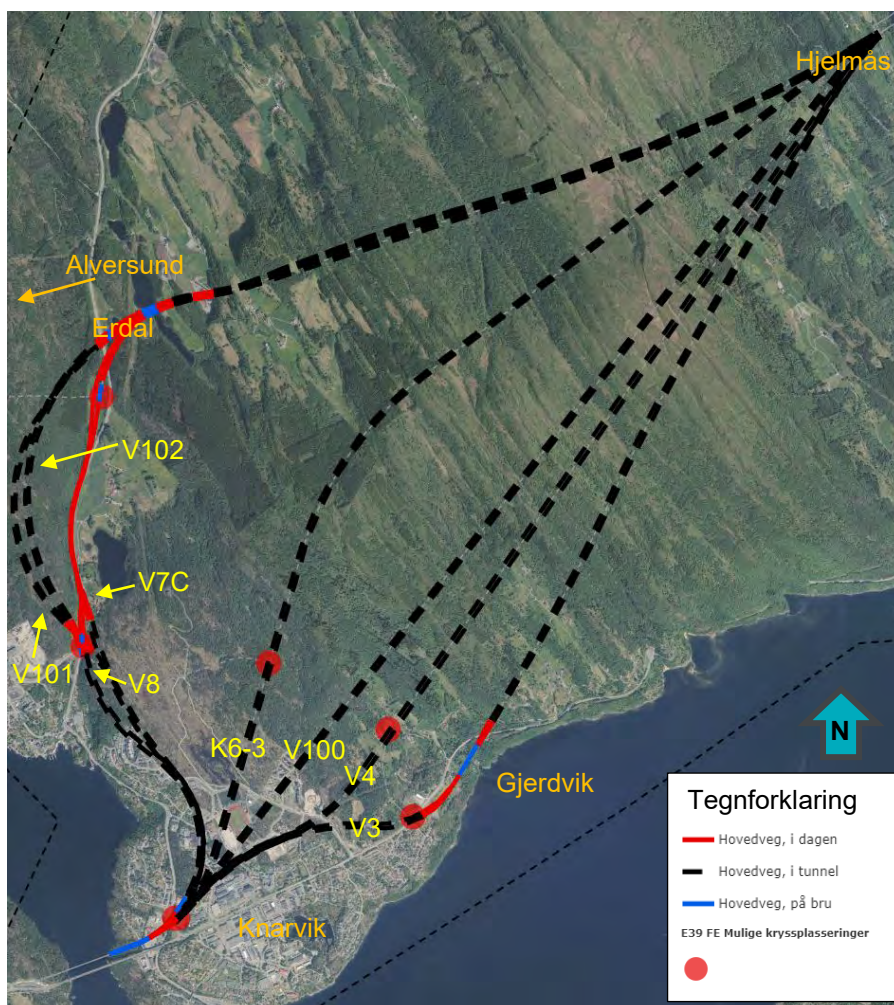 Hjelmås
Alversund
Erdal
V102
V7C
V101
V8
K6-3
V100
V4
V3
Gjerdvik
Knarvik
N
Tegnforklaring
Hovedveg, i dagen
Hovedveg, i tunnel
Hovedveg, på bru
E39 FE Mulige kryssplasseringer